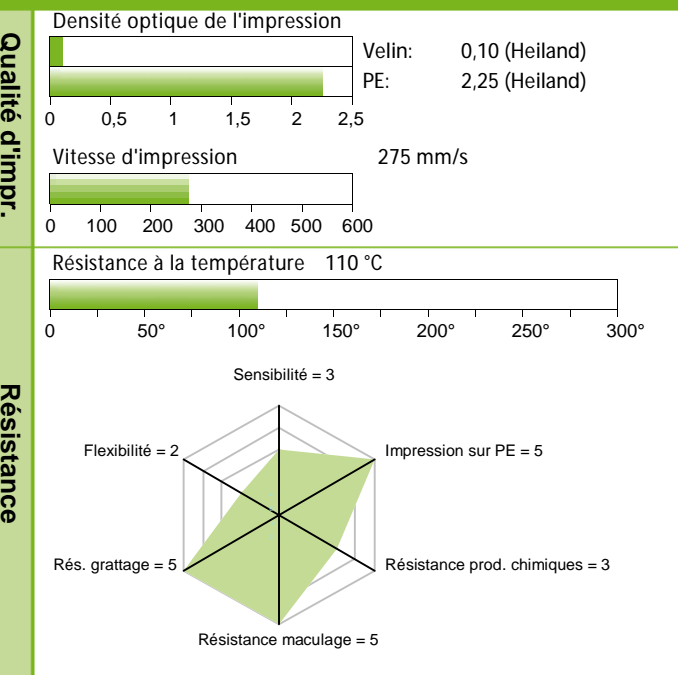 Qualité d'impr.
Densité optique de l'impression
Velin: 0,10 (Heiland)
PE: 2,25 (Heiland)
0 0,5 1 1,5 2 2,5
Vitesse d'impression 275 mm/s
0 100 200 300 400 500 600
Résistance
Résistance à la température 110 °C
0 50° 100° 150° 200° 250° 300°
Sensibilité = 3
Flexibilité = 2 Impression sur PE = 5
Rés. grattage = 5 Résistance prod. chimiques = 3
Résistance maculage = 5